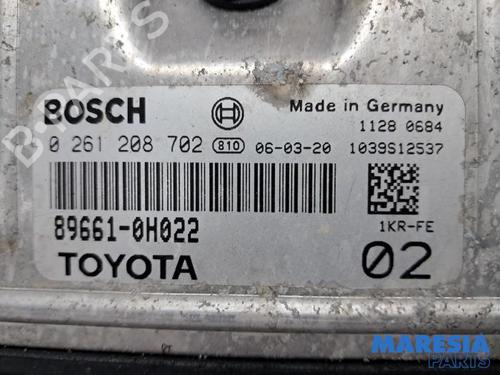 BOSCH
Made in Germany
1128 0684
0 261 208 702 810 06-03-20 1039S12537
89661-0H022
1KR-FE
TOYOTA
02
B-PARTS
MARESIA
PARTS